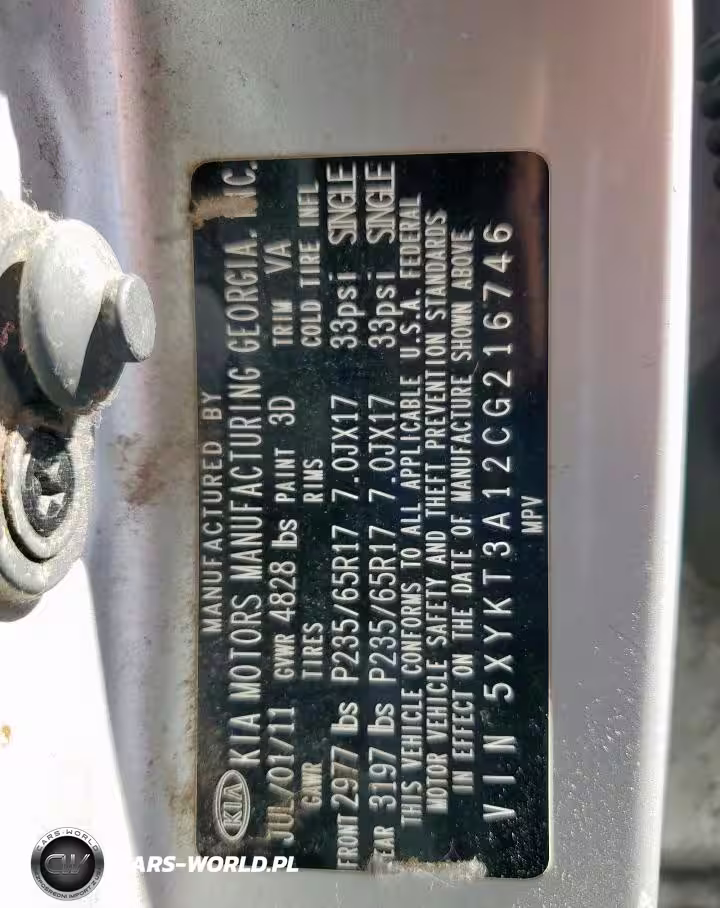 MANUFACTURED BY
KIA KIA MOTORS MANUFACTURING GEORGIA, INC.
JUL/01/11 GVWR 4828 lbs PAINT 3D TRIM VA
GAWR TIRES RIMS COLD TIRE INFL
FRONT 2977 lbs P235/65R17 7.0JX17 33psi SINGLE
REAR 3197 lbs P235/65R17 7.0JX17 33psi SINGLE
THIS VEHICLE CONFORMS TO ALL APPLICABLE U.S.A. FEDERAL
MOTOR VEHICLE SAFETY AND THEFT PREVENTION STANDARDS
IN EFFECT ON THE DATE OF MANUFACTURE SHOWN ABOVE
VIN 5XYKT3A12CG216746
MPV
CARS-WORLD
CW
CARS-WORLD.PL